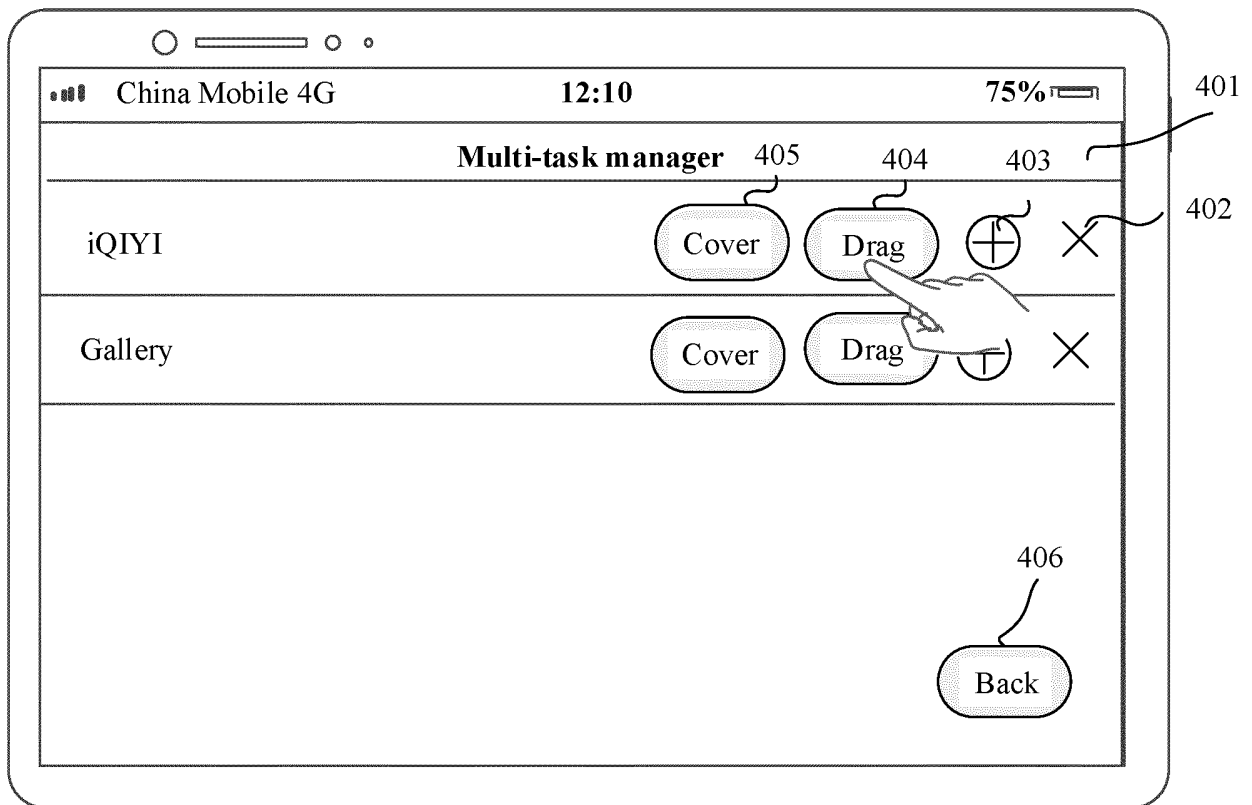 China Mobile 4G 12:10 75%
401
Multi-task manager 405 404 403
402
iQIYI Cover Drag
Gallery Cover Drag
406
Back